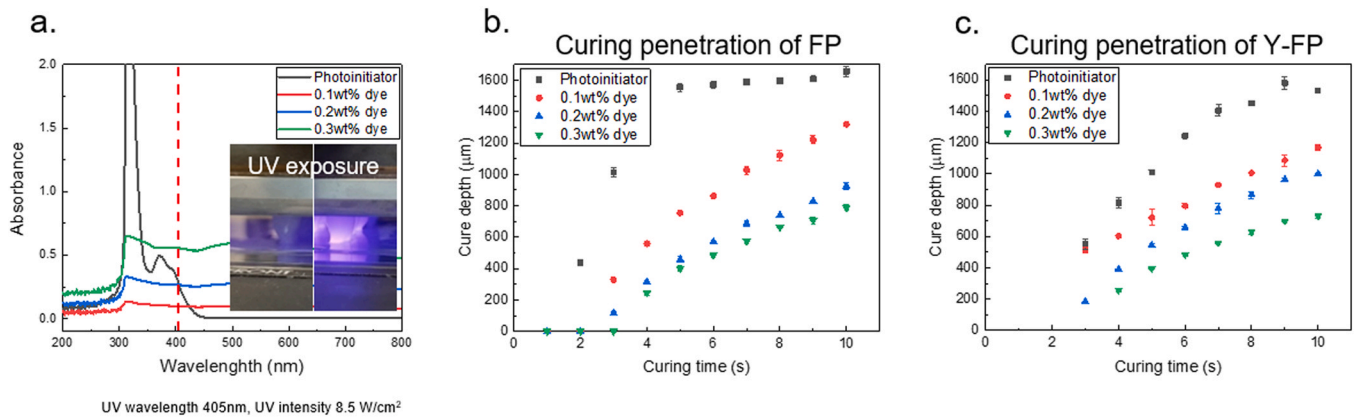 a.
2.0
1.5
1.0
0.5
0.0
Absorbance
Photoinitiator
0.1wt% dye
0.2wt% dye
0.3wt% dye
UV exposure
200 300 400 500 600 700 800
Wavelenghth (nm)
UV wavelength 405nm, UV intensity 8.5 W/cm²
b.
Curing penetration of FP
1600
1400
1200
1000
800
600
400
200
0
Cure depth (μm)
Photoinitiator
0.1wt% dye
0.2wt% dye
0.3wt% dye
0 2 4 6 8 10
Curing time (s)
c.
Curing penetration of Y-FP
1600
1400
1200
1000
800
600
400
200
0
Cure depth (μm)
Photoinitiator
0.1wt% dye
0.2wt% dye
0.3wt% dye
0 2 4 6 8 10
Curing time (s)